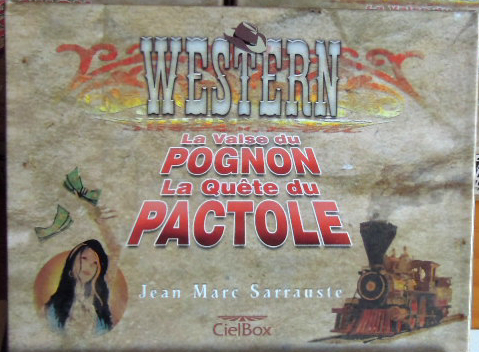 WESTERN
La Valse du
POGNON
La Quête du
PACTOLE
Jean Marc Sarrauste
CielBox